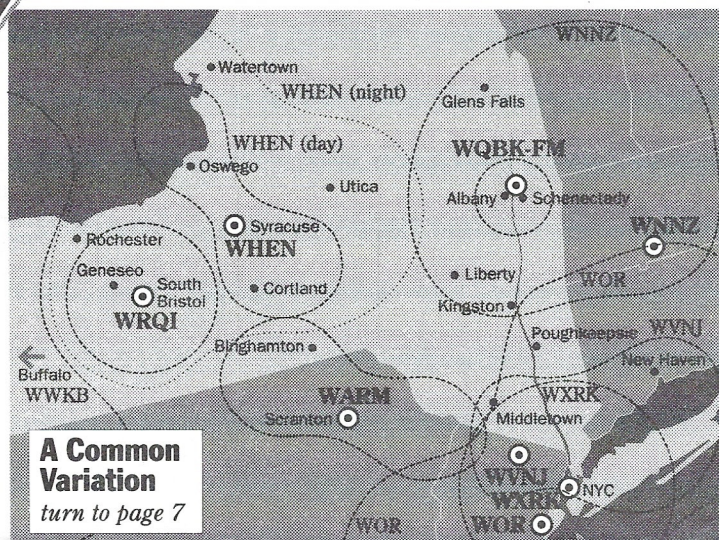 WNNZ
Watertown
WHEN (night)
Glens Falls
WHEN (day)
WQBK-FM
Oswego
Utica
Albany
Schenectady
Syracuse
WHEN
WNNZ
Rochester
Geneseo
South
Bristol
Cortland
Liberty
WOR
Kingston
WRQI
Poughkeepsie
WVNJ
Binghamton
New Haven
Buffalo
WWKB
WARM
WXRK
Scranton
Middletown
A Common
Variation
turn to page 7
WVNJ
WXRK
NYC
WOR
WOR